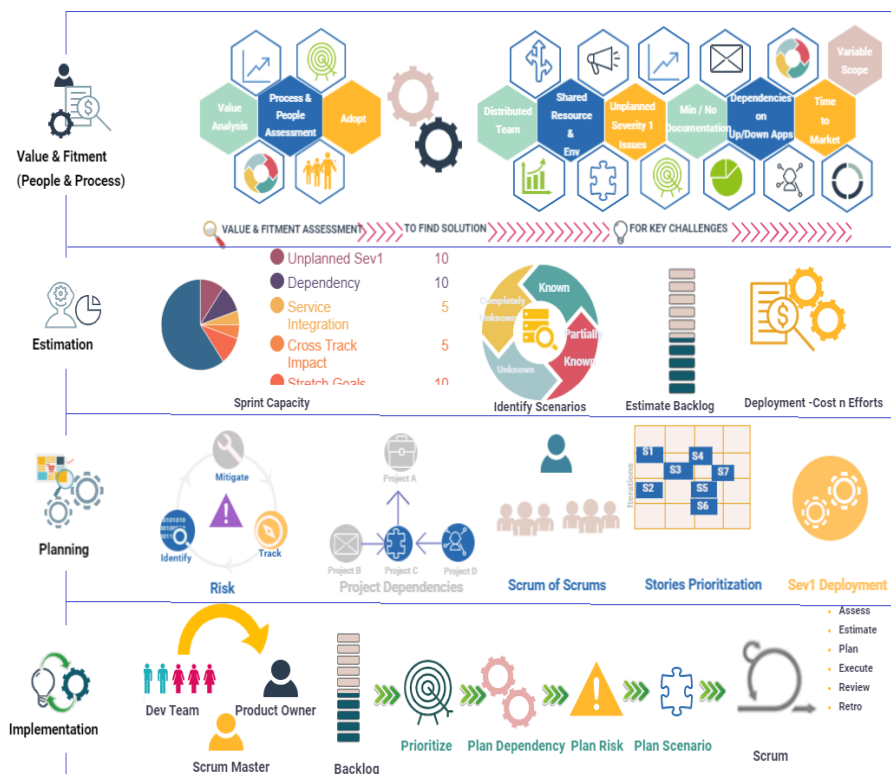 Value & Fitment
(People & Process)
Value
Analysis
Process &
People
Assessment
Adopt
Distributed
Team
Shared
Resource
&
Env
Unplanned
Severity 1
Issues
Min / No
Documentation
Dependencies
on
Up/Down Apps
Time
to
Market
Variable
Scope
VALUE & FITMENT ASSESSMENT
TO FIND SOLUTION
FOR KEY CHALLENGES
Estimation
Unplanned Sev1 10
Dependency 10
Service
Integration 5
Cross Track
Impact 5
Stretch Goals 10
Sprint Capacity
Completely
Unknown
Known
Partially
Known
Unknown
Identify Scenarios
Estimate Backlog
Deployment -Cost n Efforts
Planning
Mitigate
Identify
Track
Risk
Project A
Project B
Project C
Project D
Project Dependencies
Scrum of Scrums
Iterations
S1
S4
S3
S7
S2
S5
S6
Stories Prioritization
Sev1 Deployment
Implementation
Dev Team
Product Owner
Scrum Master
Backlog
Prioritize
Plan Dependency
Plan Risk
Plan Scenario
Scrum
Assess
Estimate
Plan
Execute
Review
Retro